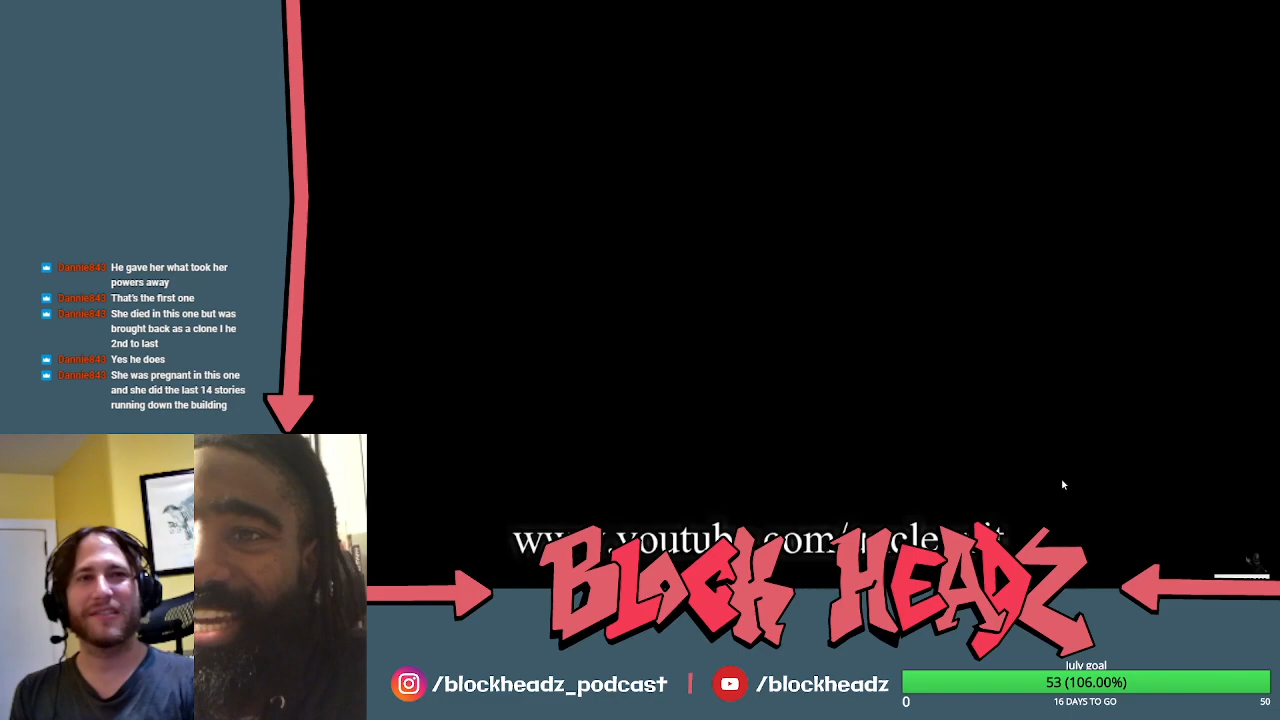 Dannie843 He gave her what took her
powers away
Dannie843 That's the first one
Dannie843 She died in this one but was
brought back as a clone I he
2nd to last
Dannie843 Yes he does
Dannie843 She was pregnant in this one
and she did the last 14 stories
running down the building
BLOCK HEADZ
/blockheadz_podcast | /blockheadz
July goal
53 (106.00%)
0 16 DAYS TO GO 50